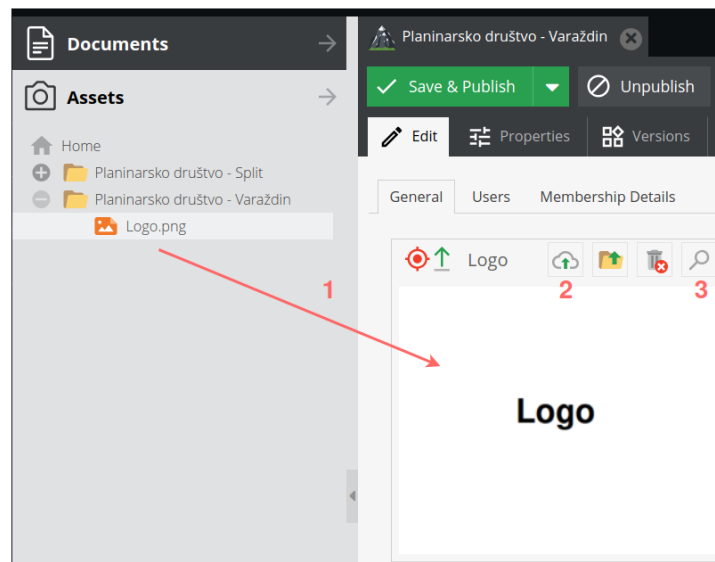 Documents
Assets
Home
Planinarsko društvo - Split
Planinarsko društvo - Varaždin
Logo.png
1
Planinarsko društvo - Varaždin
Save & Publish
Unpublish
Edit
Properties
Versions
General
Users
Membership Details
Logo
2
3
Logo